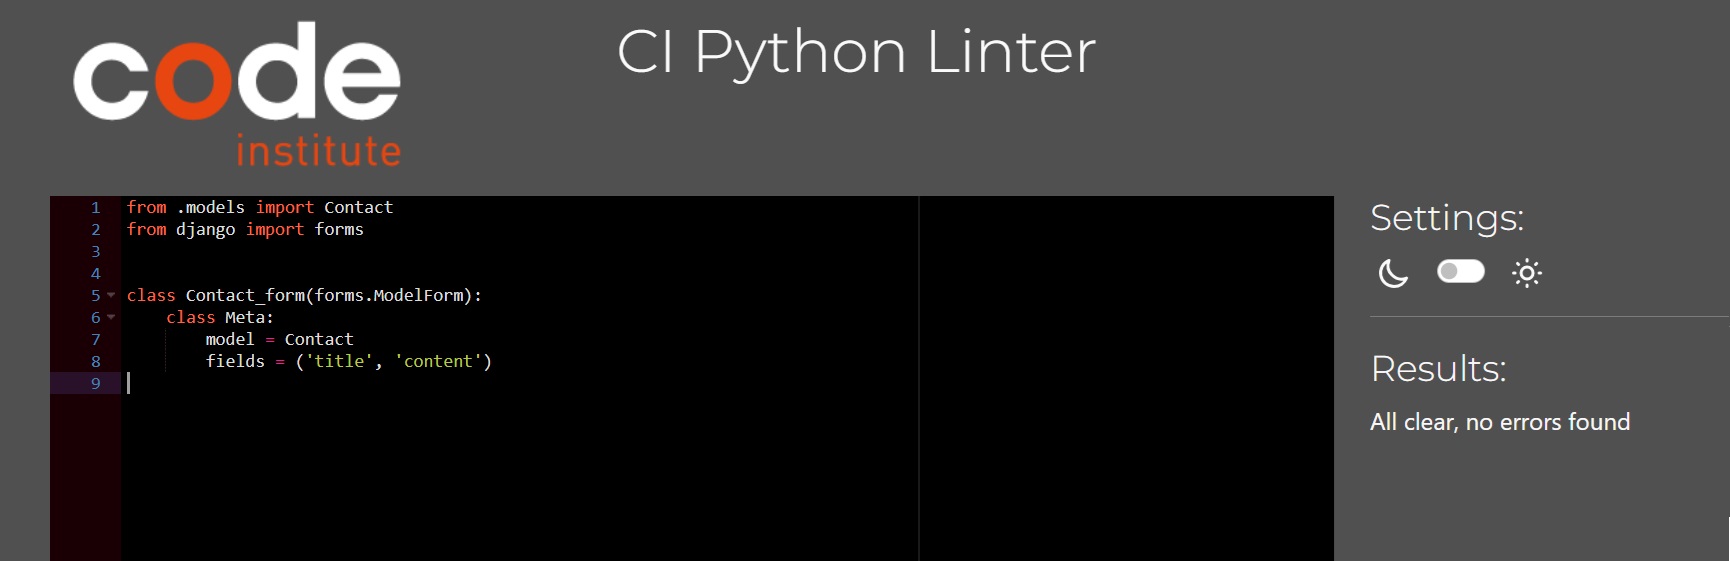 code
institute
CI Python Linter
1 from .models import Contact
2 from django import forms
3
4
5 class Contact_form(forms.ModelForm):
6     class Meta:
7         model = Contact
8         fields = ('title', 'content')
9
Settings:
Results:
All clear, no errors found